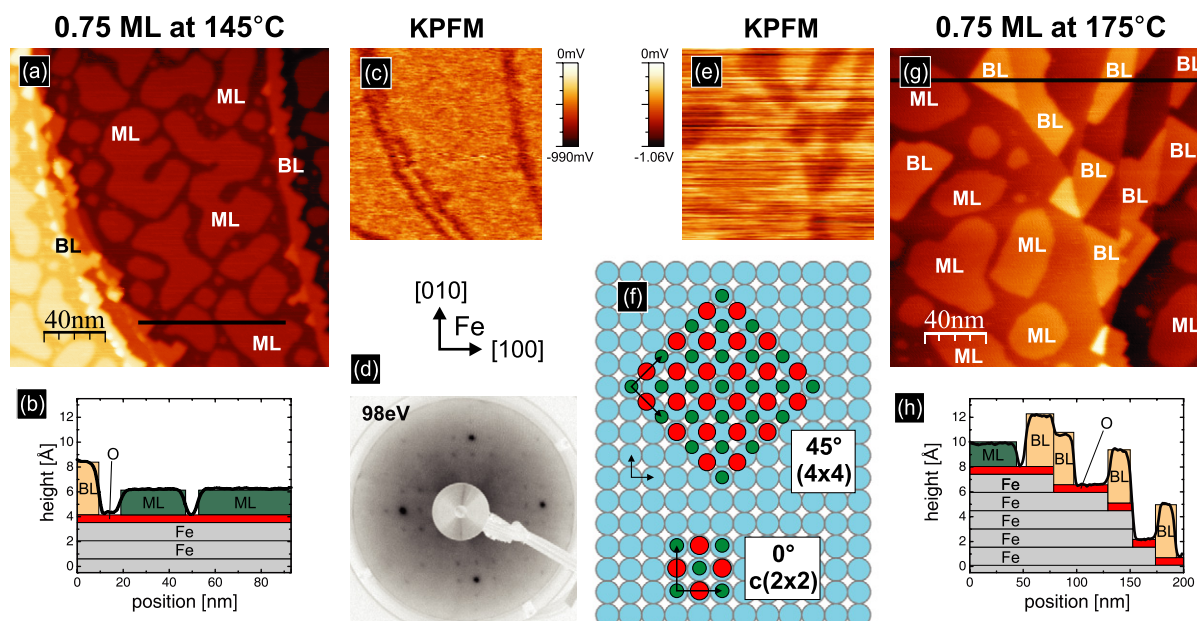 0.75 ML at 145°C
KPFM
KPFM
0.75 ML at 175°C
(a)
ML
ML
BL
ML
BL
ML
40nm
(c)
0mV
-990mV
0mV
-1.06V
(e)
(g)
BL
BL
ML
BL
ML
BL
BL
BL
ML
ML
BL
ML
ML
ML
ML
40nm
[010]
Fe
[100]
(d)
98eV
(f)
45°
(4x4)
0°
c(2x2)
(b)
height [Å]
12
10
8
6
4
2
0
O
BL
ML
ML
Fe
Fe
0 20 40 60 80
position [nm]
(h)
height [Å]
12
10
8
6
4
2
0
O
ML
BL
BL
BL
BL
Fe
Fe
Fe
Fe
Fe
0 50 100 150 200
position [nm]